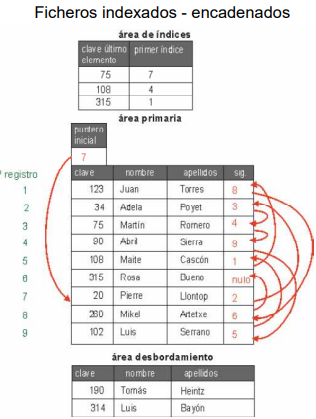 Ficheros indexados - encadenados
área de índices
clave último elemento primer índice
75 7
108 4
315 1
área primaria
puntero inicial
7
registro clave nombre apellidos sig.
1 123 Juan Torres 8
2 34 Adela Poyet 3
3 75 Martín Romero 4
4 90 Abril Sierra 9
5 108 Maite Cascón 1
6 315 Rosa Bueno nulo
7 20 Pierre Llontop 2
8 260 Mikel Artetxe 6
9 102 Luis Serrano 5
área desbordamiento
clave nombre apellidos
190 Tomás Heintz
314 Luis Bayón